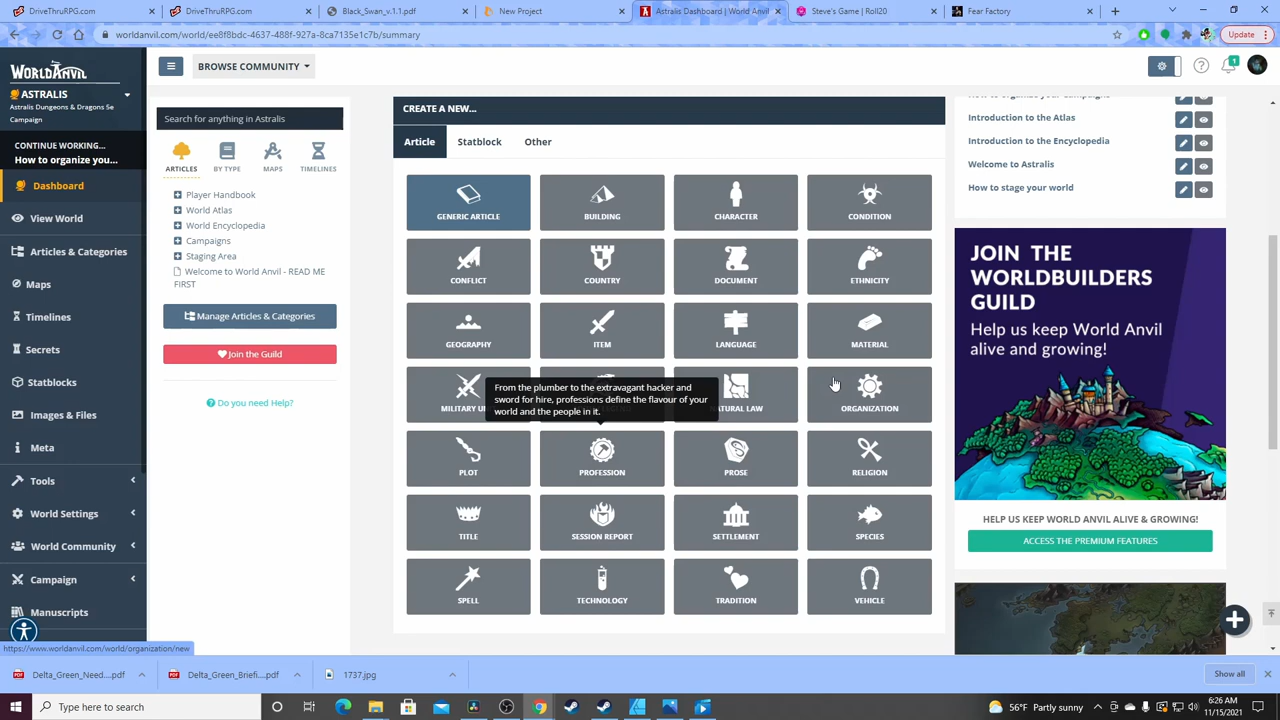 DriveThruRPG.com
DriveThruRPG.com
Black_Swan_v.1.1.pdf
New Project
Astralis Dashboard | World Anvil
Steve's Game | Roll20
Fear Factory
worldanvil.com/world/ee8f8bdc-4637-488f-927a-8ca7135e1c7b/summary
Update
WORLDANVIL
BROWSE COMMUNITY
1
ASTRALIS
Astralis Dungeons & Dragons 5e
Campaign
CONTINUE WORKING...
How to organize you...
Dashboard
View World
Articles & Categories
Maps
Timelines
Secrets
Statblocks
Images & Files
Meta
Tools
World Settings
World Community
Campaign
Manuscripts
https://www.worldanvil.com/world/organization/new
Search for anything in Astralis
ARTICLES
BY TYPE
MAPS
TIMELINES
Player Handbook
World Atlas
World Encyclopedia
Campaigns
Staging Area
Welcome to World Anvil - READ ME
FIRST
Manage Articles & Categories
Join the Guild
Do you need Help?
CREATE A NEW...
Article
Statblock
Other
GENERIC ARTICLE
BUILDING
CHARACTER
CONDITION
CONFLICT
COUNTRY
DOCUMENT
ETHNICITY
GEOGRAPHY
ITEM
LANGUAGE
MATERIAL
MILITARY U
From the plumber to the extravagant hacker and
sword for hire, professions define the flavour of your
world and the people in it.
NATURAL LAW
ORGANIZATION
PLOT
PROFESSION
PROSE
RELIGION
TITLE
SESSION REPORT
SETTLEMENT
SPECIES
SPELL
TECHNOLOGY
TRADITION
VEHICLE
How to organize your campaigns
Introduction to the Atlas
Introduction to the Encyclopedia
Welcome to Astralis
How to stage your world
JOIN THE
WORLDBUILDERS
GUILD
Help us keep World Anvil
alive and growing!
HELP US KEEP WORLD ANVIL ALIVE & GROWING!
ACCESS THE PREMIUM FEATURES
Delta_Green_Need....pdf
Delta_Green_Briefi....pdf
1737.jpg
Show all
Type here to search
56°F Partly sunny
6:26 AM
11/15/2021